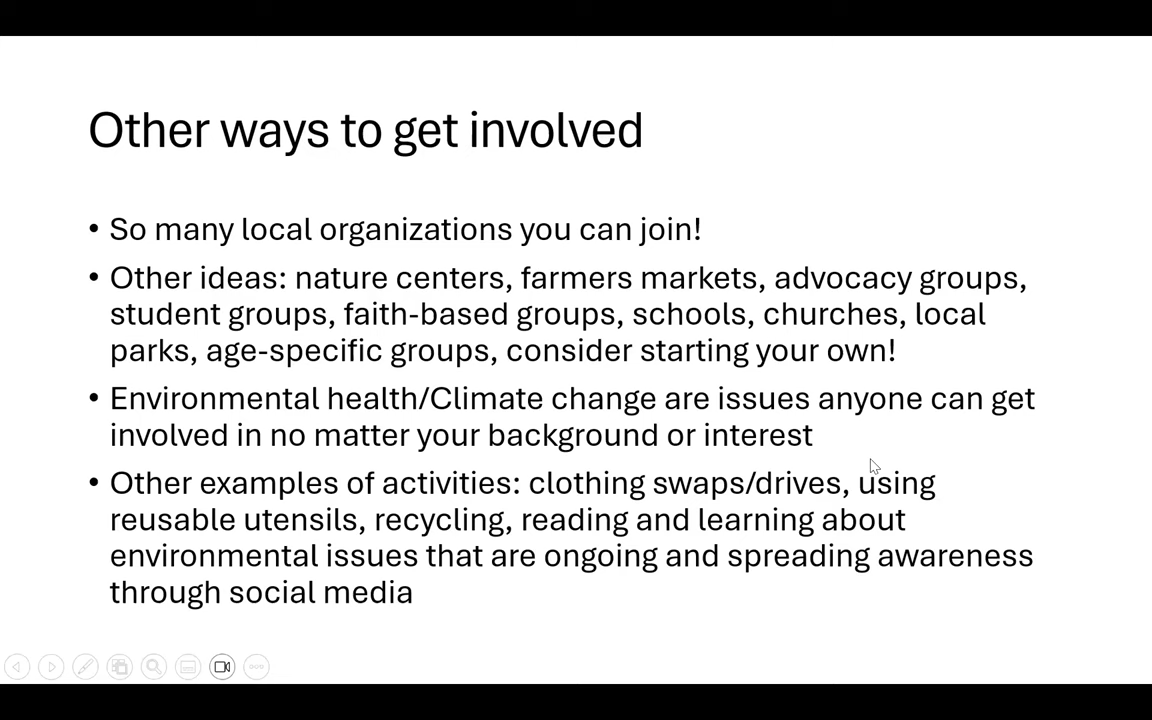 Other ways to get involved
• So many local organizations you can join!
• Other ideas: nature centers, farmers markets, advocacy groups,
student groups, faith-based groups, schools, churches, local
parks, age-specific groups, consider starting your own!
• Environmental health/Climate change are issues anyone can get
involved in no matter your background or interest
• Other examples of activities: clothing swaps/drives, using
reusable utensils, recycling, reading and learning about
environmental issues that are ongoing and spreading awareness
through social media